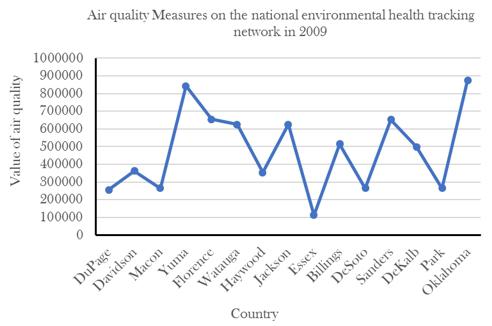 Air quality Measures on the national environmental health tracking
network in 2009
Value of air quality
1000000
900000
800000
700000
600000
500000
400000
300000
200000
100000
0
DuPage
Davidson
Macon
Yuma
Florence
Watauga
Haywood
Jackson
Essex
Billings
DeSoto
Sanders
DeKalb
Park
Oklahoma
Country